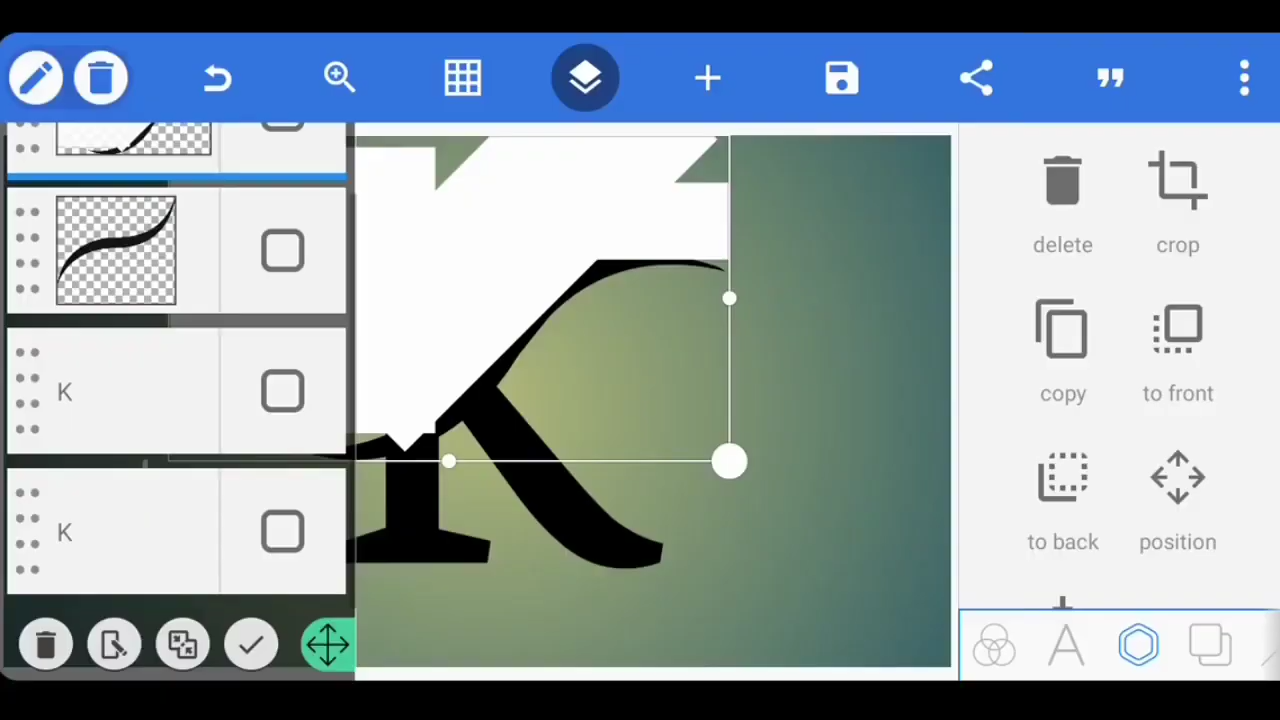 delete
crop
K
copy
to front
K
to back
position
K